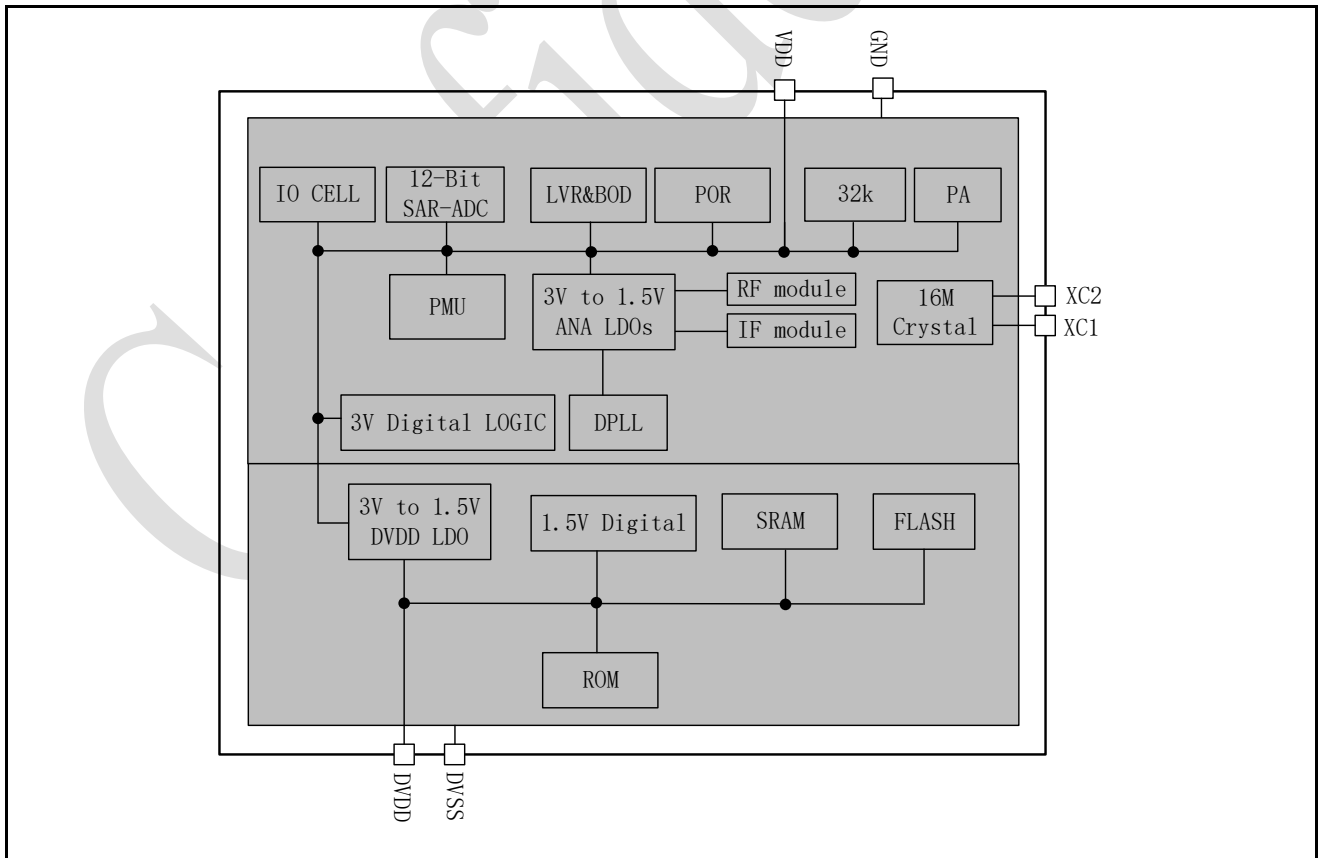 VDD
GND
IO CELL
12-Bit
SAR-ADC
LVR&BOD
POR
32k
PA
PMU
3V to 1.5V
ANA LDOs
RF module
IF module
16M
Crystal
XC2
XC1
3V Digital LOGIC
DPLL
3V to 1.5V
DVDD LDO
1.5V Digital
SRAM
FLASH
ROM
DVDD
DVSS